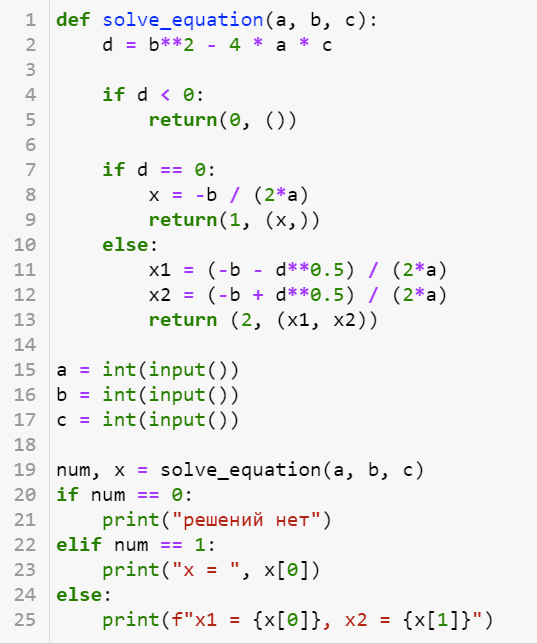 1 def solve_equation(a, b, c):
2     d = b**2 - 4 * a * c
3
4     if d < 0:
5         return(0, ())
6
7     if d == 0:
8         x = -b / (2*a)
9         return(1, (x,))
10     else:
11         x1 = (-b - d**0.5) / (2*a)
12         x2 = (-b + d**0.5) / (2*a)
13         return (2, (x1, x2))
14
15 a = int(input())
16 b = int(input())
17 c = int(input())
18
19 num, x = solve_equation(a, b, c)
20 if num == 0:
21     print("решений нет")
22 elif num == 1:
23     print("x = ", x[0])
24 else:
25     print(f"x1 = {x[0]}, x2 = {x[1]}")